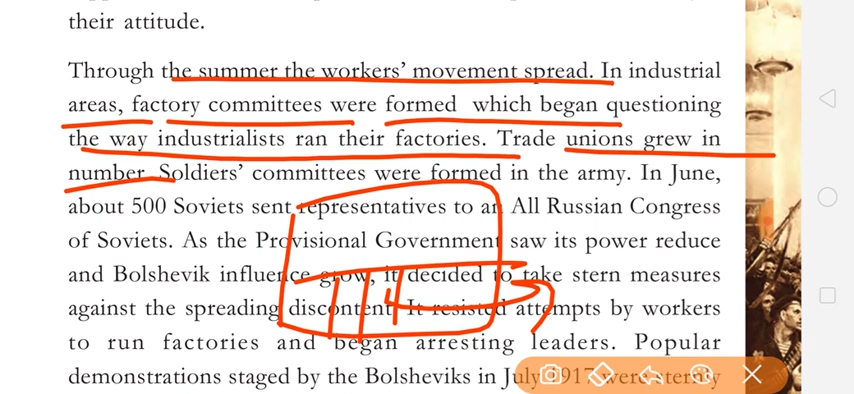 their attitude.
Through the summer the workers' movement spread. In industrial
areas, factory committees were formed which began questioning
the way industrialists ran their factories. Trade unions grew in
number. Soldiers' committees were formed in the army. In June,
about 500 Soviets sent representatives to an All Russian Congress
of Soviets. As the Provisional Government saw its power reduce
and Bolshevik influence grow, it decided to take stern measures
against the spreading discontent. It resisted attempts by workers
to run factories and began arresting leaders. Popular
demonstrations staged by the Bolsheviks in July 1917 were sternly